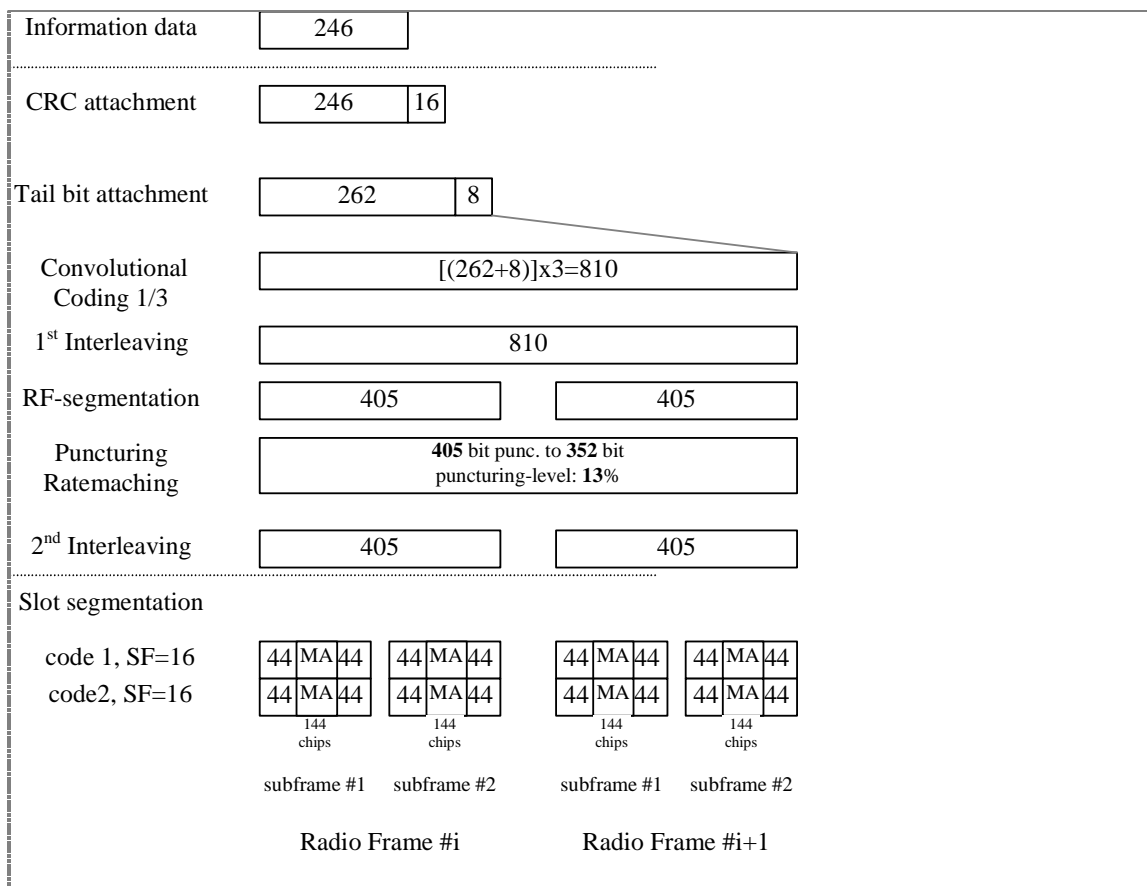 Information data
246
CRC attachment
246 16
Tail bit attachment
262 8
Convolutional
Coding 1/3
[(262+8)]x3=810
1st Interleaving
810
RF-segmentation
405 405
Puncturing
Ratemaching
405 bit punc. to 352 bit
puncturing-level: 13%
2nd Interleaving
405 405
Slot segmentation
code 1, SF=16 44 MA 44 44 MA 44 44 MA 44 44 MA 44
code2, SF=16 44 MA 44 44 MA 44 44 MA 44 44 MA 44
144 144 144 144
chips chips chips chips
subframe #1 subframe #2 subframe #1 subframe #2
Radio Frame #i Radio Frame #i+1